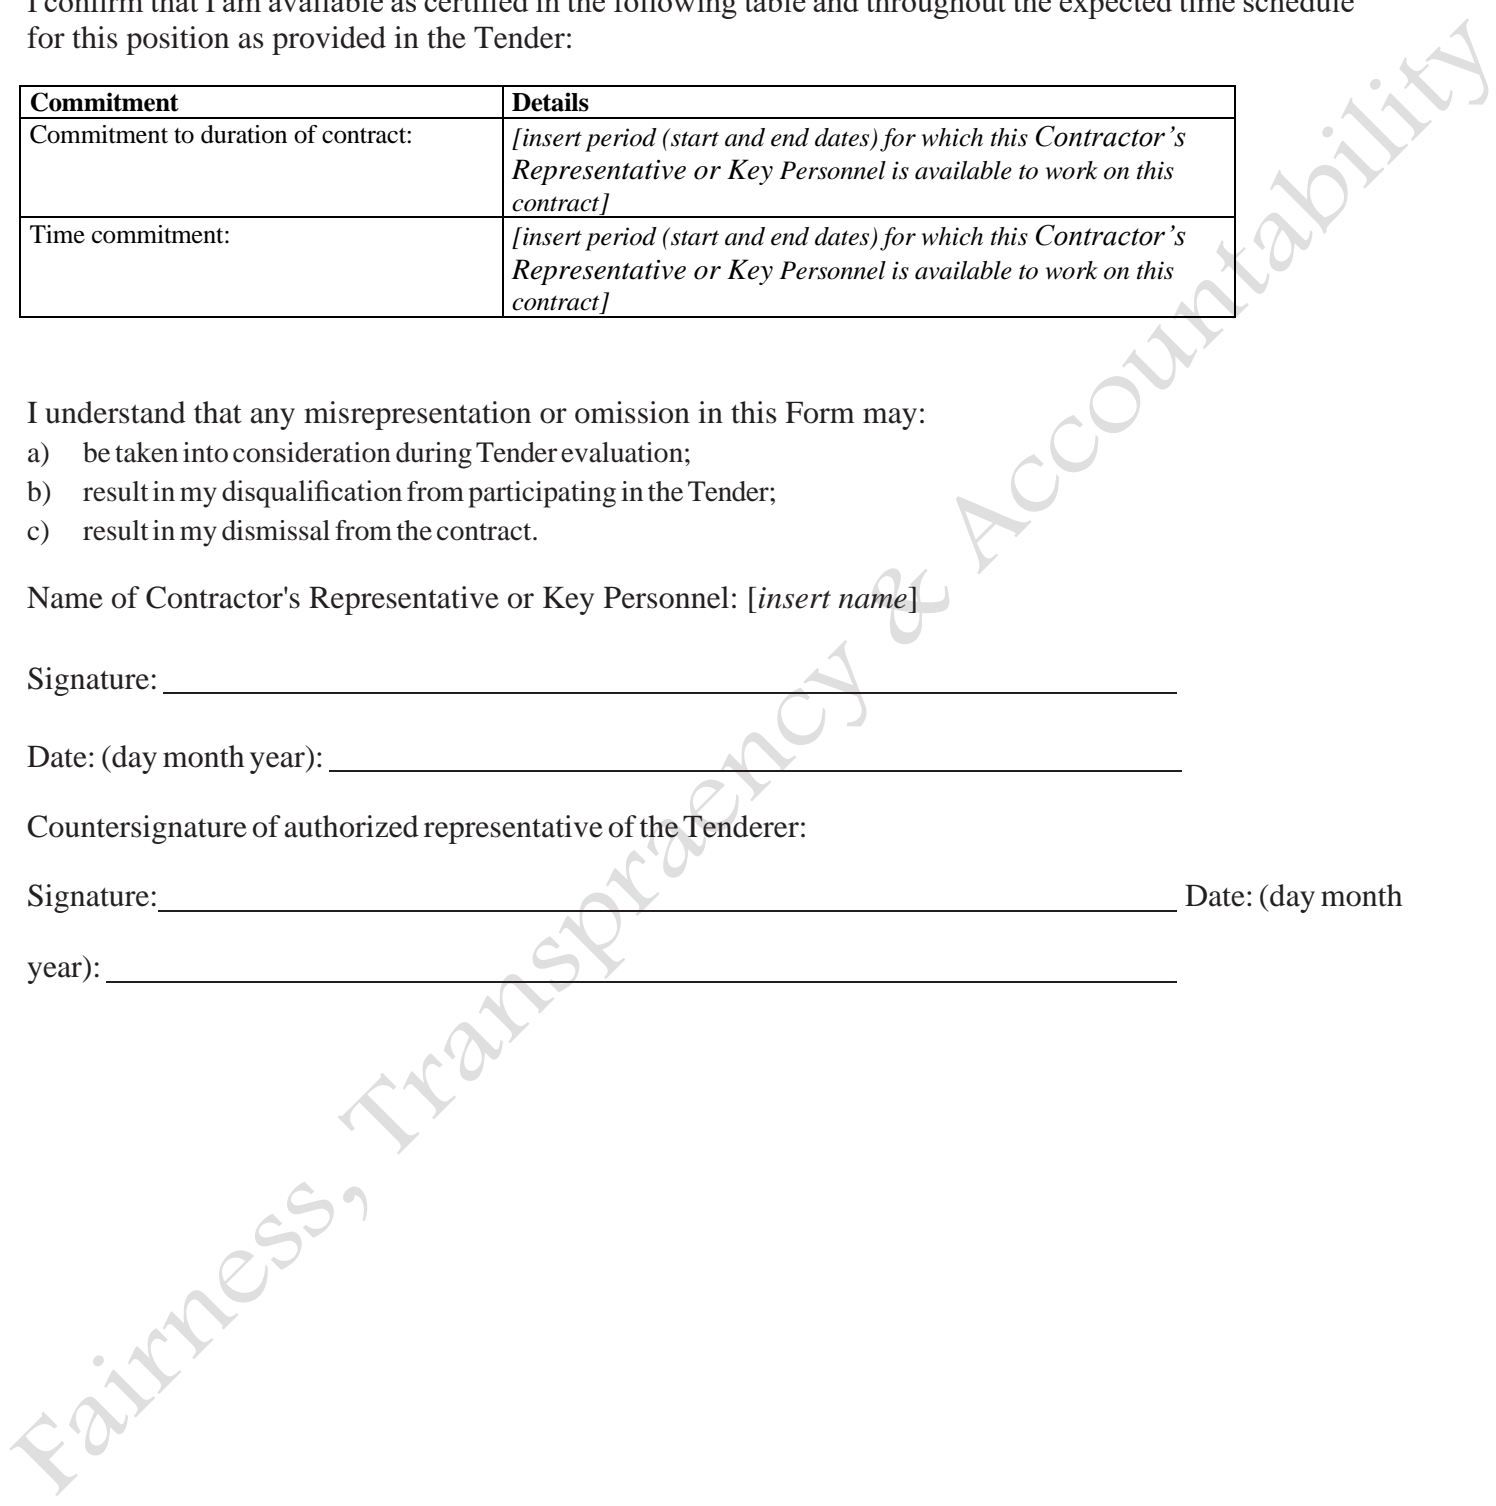 I confirm that I am available as certified in the following table and throughout the expected time schedule
for this position as provided in the Tender:
Commitment Details
Commitment to duration of contract: [insert period (start and end dates) for which this Contractor’s
Representative or Key Personnel is available to work on this
contract]
Time commitment: [insert period (start and end dates) for which this Contractor’s
Representative or Key Personnel is available to work on this
contract]
I understand that any misrepresentation or omission in this Form may:
a) be taken into consideration during Tender evaluation;
b) result in my disqualification from participating in the Tender;
c) result in my dismissal from the contract.
Name of Contractor's Representative or Key Personnel: [insert name]
Signature:
Date: (day month year):
Countersignature of authorized representative of the Tenderer:
Signature: Date: (day month
year):
Fairness, Transpraency & Accountability